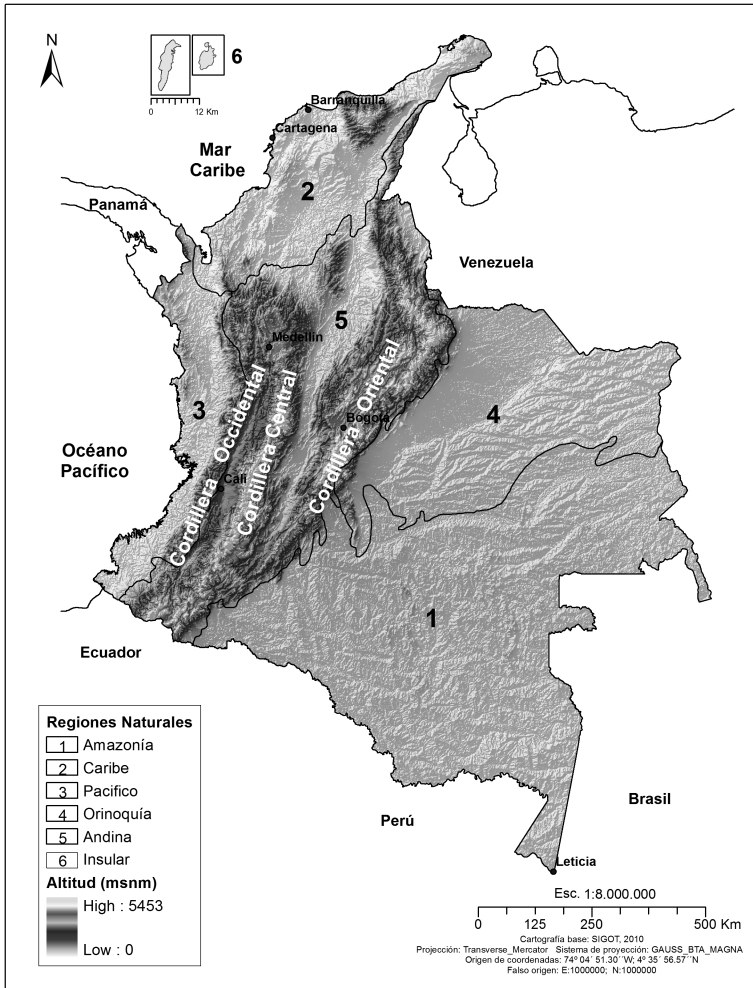 N
6
0 12 Km
Barranquilla
Cartagena
Mar
Caribe
2
Panamá
Venezuela
5
Medellín
Cordillera Occidental
Cordillera Central
Cordillera Oriental
3
4
Bogotá
Océano
Pacífico
Cali
1
Ecuador
Regiones Naturales
1 Amazonía
2 Caribe
3 Pacifico
4 Orinoquía
5 Andina
6 Insular
Altitud (msnm)
High : 5453
Low : 0
Brasil
Perú
Leticia
Esc. 1:8.000.000
0 125 250 500 Km
Cartografía base: SIGOT, 2010
Projección: Transverse_Mercator Sistema de proyección: GAUSS_BTA_MAGNA
Origen de coordenadas: 74º 04´ 51.30´´W; 4º 35´ 56.57´´N
Falso origen: E:1000000; N:1000000